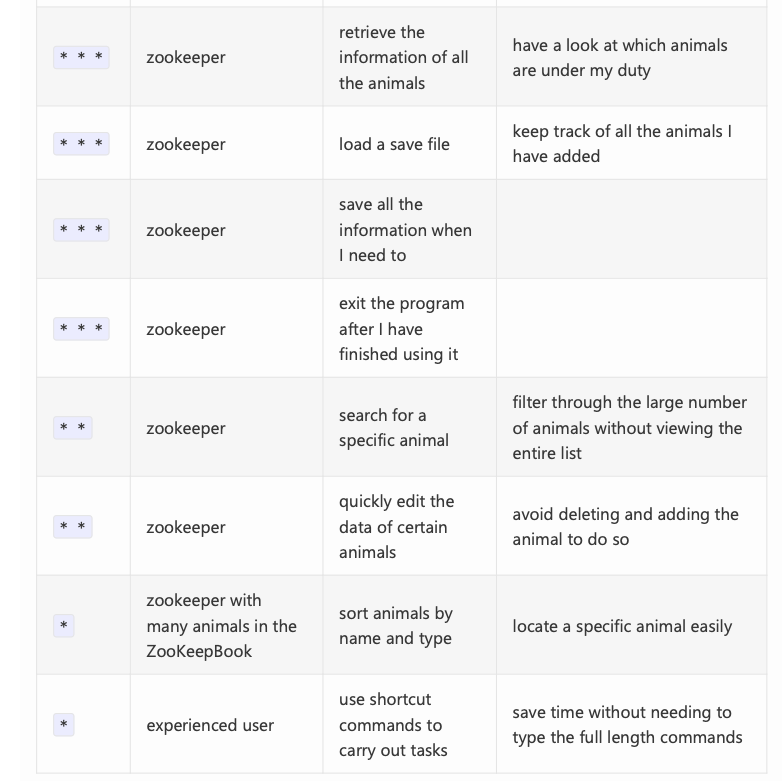 * * *
zookeeper
retrieve the
information of all
the animals
have a look at which animals
are under my duty
* * *
zookeeper
load a save file
keep track of all the animals I
have added
* * *
zookeeper
save all the
information when
I need to
* * *
zookeeper
exit the program
after I have
finished using it
* *
zookeeper
search for a
specific animal
filter through the large number
of animals without viewing the
entire list
* *
zookeeper
quickly edit the
data of certain
animals
avoid deleting and adding the
animal to do so
*
zookeeper with
many animals in the
ZooKeepBook
sort animals by
name and type
locate a specific animal easily
*
experienced user
use shortcut
commands to
carry out tasks
save time without needing to
type the full length commands